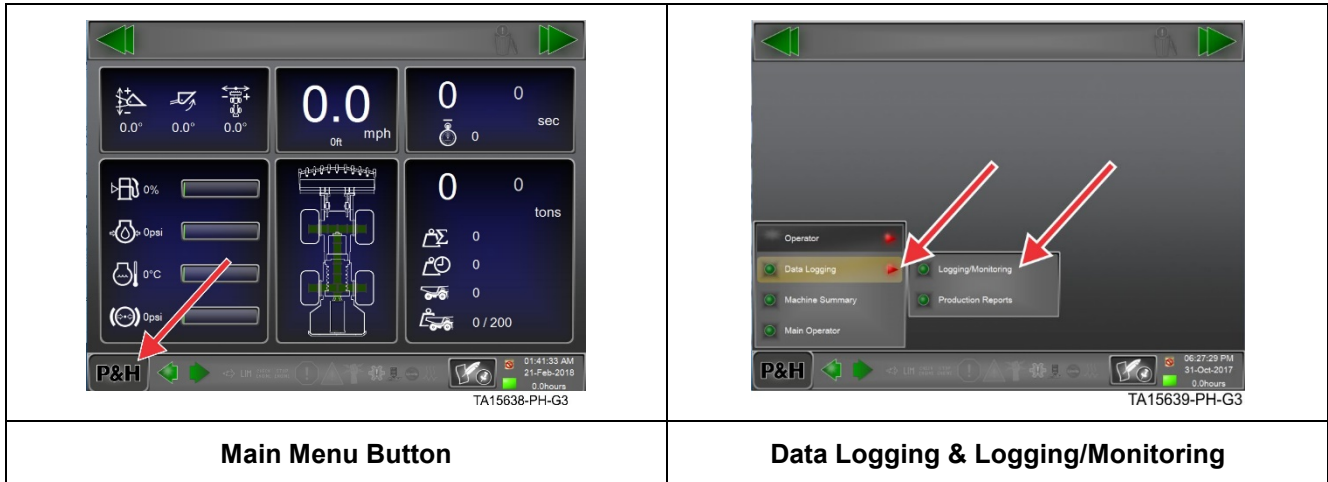 0.0°
0.0°
0.0°
0.0
0ft
mph
0
0
sec
0
0%
0psi
0°C
0psi
0
0
tons
0
0
0
0 / 200
P&H
LIM
01:41:33 AM
21-Feb-2018
0.0hours
TA15638-PH-G3
Main Menu Button
Operator
Data Logging
Machine Summary
Main Operator
Logging/Monitoring
Production Reports
P&H
LIM
06:27:29 PM
31-Oct-2017
0.0hours
TA15639-PH-G3
Data Logging & Logging/Monitoring